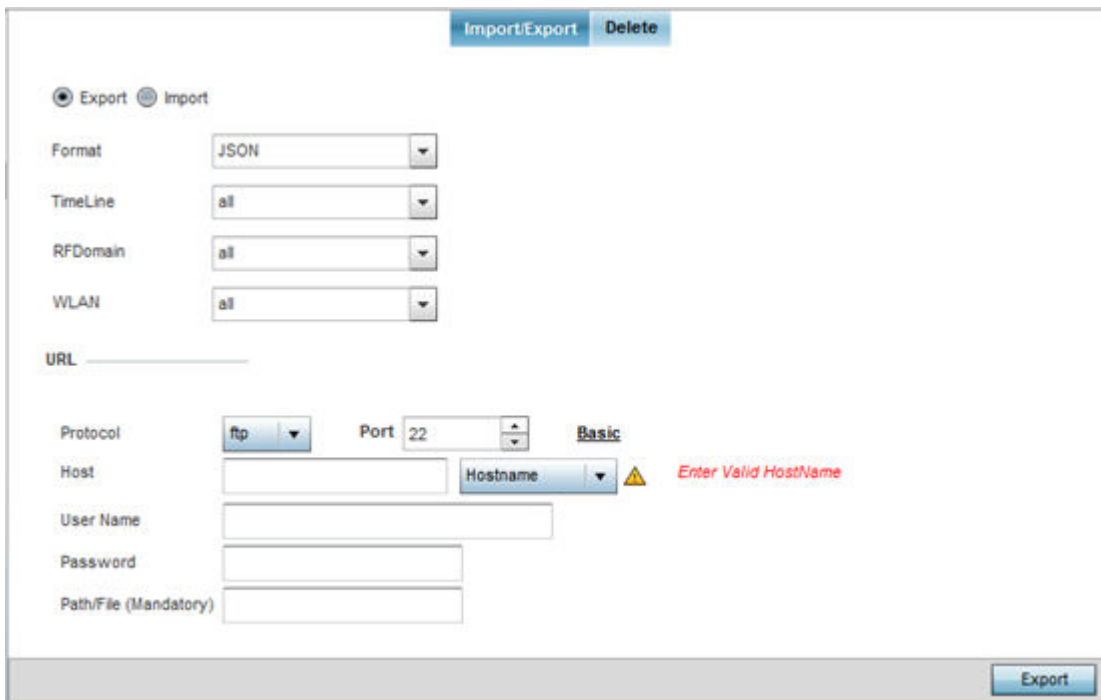 Import/Export Delete
Export Import
Format JSON
TimeLine all
RFDomain all
WLAN all
URL
Protocol ftp Port 22 Basic
Host Hostname Enter Valid HostName
User Name
Password
Path/File (Mandatory)
Export